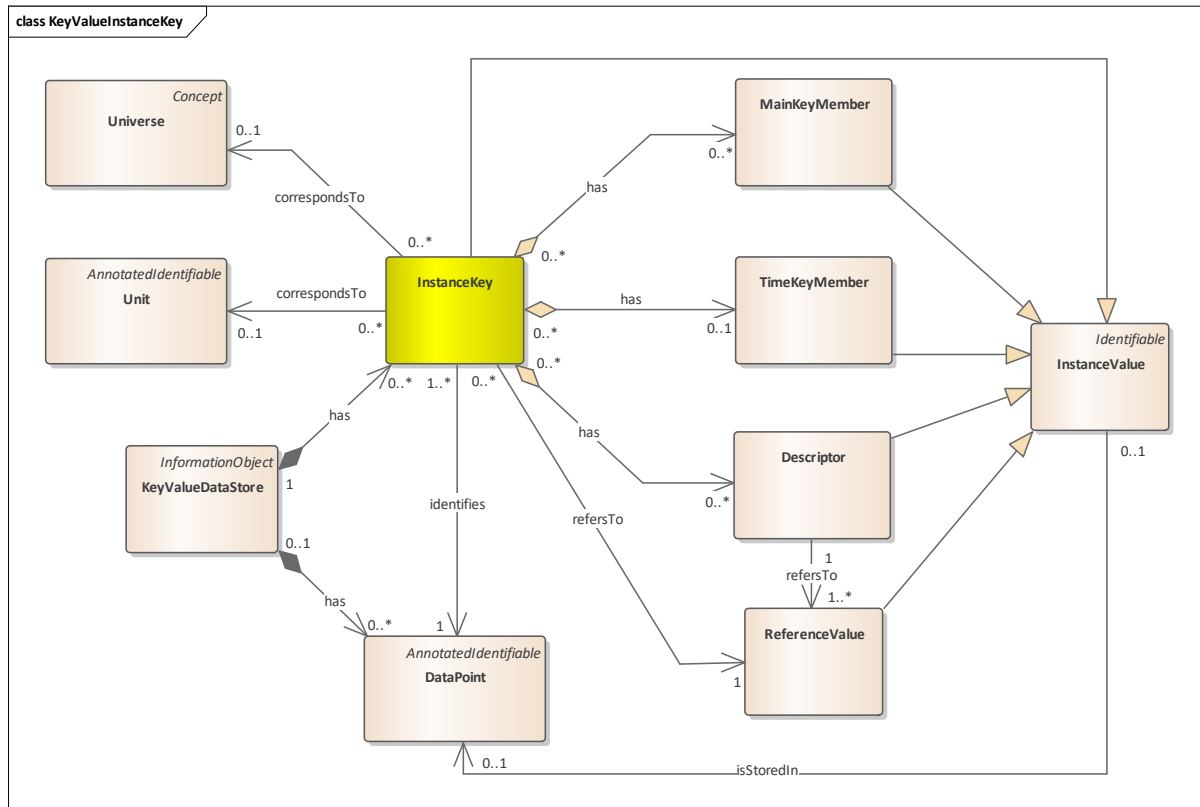 class KeyValueInstanceKey
Concept
Universe
0..1
correspondsTo
0..*
AnnotatedIdentifiable
Unit
correspondsTo
0..1
0..*
InstanceKey
MainKeyMember
has
0..*
0..*
TimeKeyMember
has
0..*
0..1
Identifiable
InstanceValue
0..1
0..*
has
0..*
Descriptor
0..*
1..*
0..*
has
InformationObject
KeyValueDataStore
1
0..1
has
0..*
identifies
1
refersTo
1
1
refersTo
1..*
ReferenceValue
AnnotatedIdentifiable
DataPoint
0..1
isStoredIn